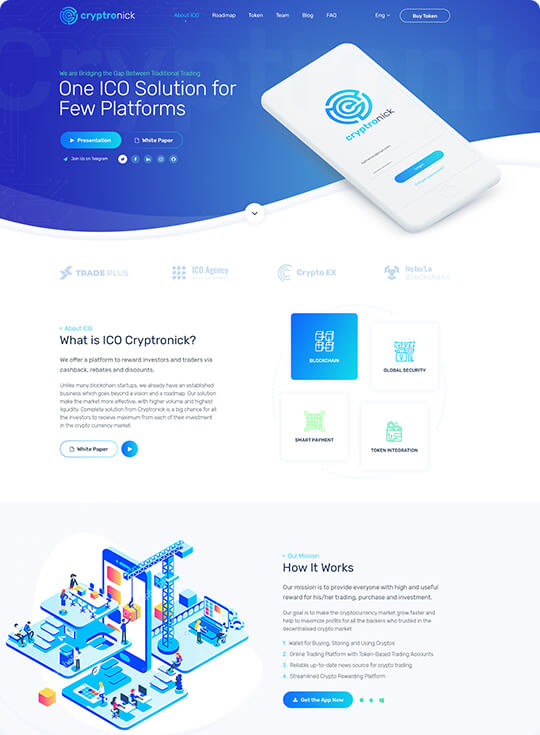 cryptronick
About ICO Roadmap Token Team Blog FAQ Eng Buy Token
Cryptronic
We are Bridging the Gap Between Traditional Trading
One ICO Solution for
Few Platforms
Presentation White Paper
Join Us on Telegram
cryptronick
Login
TRADE PLUS ICO Agency Crypto EX Nebula
Blockchain
About ICO
What is ICO Cryptronick?
We offer a platform to reward investors and traders via
cashback, rebates and discounts.
Unlike many blockchain startups, we already have an established
business which goes beyond a vision and a roadmap. Our solution
make the market more effective, with higher volume and highest
liquidity. Complete solution from Cryptronick is a big chance for all
the investors to receive maximum from each of their investment
in the crypto currency market.
White Paper
BLOCKCHAIN
GLOBAL SECURITY
SMART PAYMENT
TOKEN INTEGRATION
Our Mission
How It Works
Our mission is to provide everyone with high and useful
reward for his/her trading, purchase and investment.
Our goal is to make the cryptocurrency market grow faster and
help to maximize profits for all the backers who trusted in the
decentralised crypto market
1. Wallet for Buying, Storing and Using Cryptos
2. Online Trading Platform with Token-Based Trading Accounts
3. Reliable up-to-date news source for crypto trading
4. Streamlined Crypto Rewarding Platform
Get the App Now